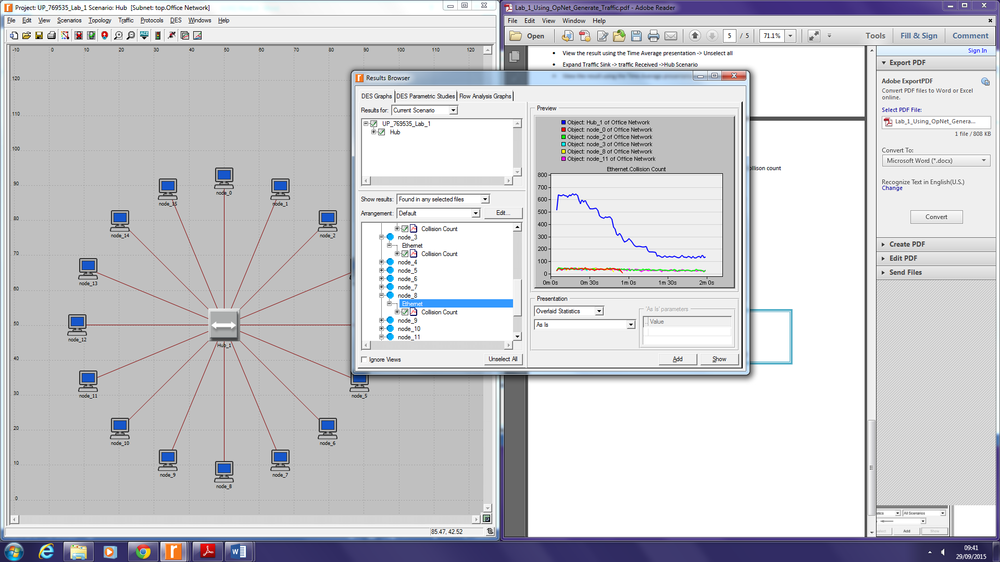 Project: UP_769535_Lab_1 Scenario: Hub [Subnet: top.Office Network]
File Edit View Scenarios Topology Traffic Protocols DES Windows Help
-10 0 10 20 30 40 50 60 70 80 90 100 110 120
120
110
100
90
80
70
60
50
40
30
20
10
0
node_0
node_15
node_1
node_14
node_2
node_13
node_12
Hub_1
node_11
node_5
node_10
node_6
node_9
node_7
node_8
85.47, 42.52
Results Browser
DES Graphs DES Parametric Studies Flow Analysis Graphs
Results for: Current Scenario
UP_769535_Lab_1
Hub
Show results: Found in any selected files
Arrangement: Default Edit...
Collision Count
node_3
Ethernet
Collision Count
node_4
node_5
node_6
node_7
node_8
Ethernet
Collision Count
node_9
node_10
node_11
Ignore Views Unselect All
Preview
Object: Hub_1 of Office Network
Object: node_0 of Office Network
Object: node_2 of Office Network
Object: node_3 of Office Network
Object: node_8 of Office Network
Object: node_11 of Office Network
Ethernet.Collision Count
800
700
600
500
400
300
200
100
0
0m 0s 0m 30s 1m 0s 1m 30s 2m 0s
Presentation
Overlaid Statistics
As Is
'As Is' parameters
.. Value
Add Show
Lab_1_Using_OpNet_Generate_Traffic.pdf - Adobe Reader
File Edit View Window Help
Open 5 / 5 71.1% Tools Fill & Sign Comment
Sign In
• View the result using the Time Average presentation -> Unselect all
• Expand Traffic Sink -> traffic Received ->Hub Scenario
ollison count
Export PDF
Adobe ExportPDF
Convert PDF files to Word or Excel
online.
Select PDF File:
Lab_1_Using_OpNet_Genera...
1 file / 808 KB
Convert To:
Microsoft Word (*.docx)
Recognize Text in English(U.S.)
Change
Convert
Create PDF
Edit PDF
Send Files
stics All Scenarios
Add Show
09:41
29/09/2015